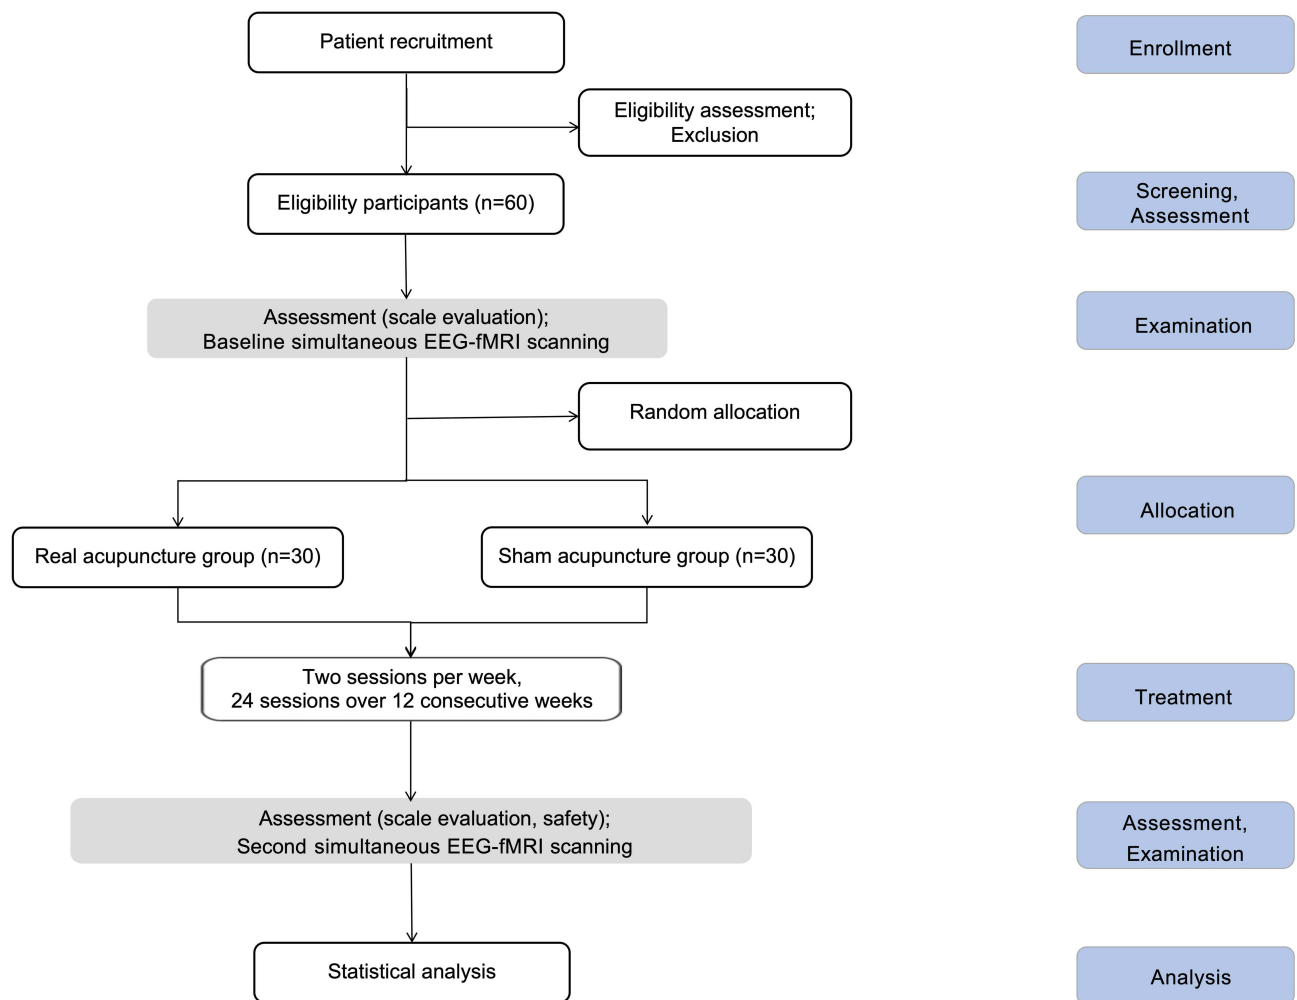 Patient recruitment
Enrollment
Eligibility assessment;
Exclusion
Eligibility participants (n=60)
Screening,
Assessment
Assessment (scale evaluation);
Baseline simultaneous EEG-fMRI scanning
Examination
Random allocation
Allocation
Real acupuncture group (n=30)
Sham acupuncture group (n=30)
Two sessions per week,
24 sessions over 12 consecutive weeks
Treatment
Assessment (scale evaluation, safety);
Second simultaneous EEG-fMRI scanning
Assessment,
Examination
Statistical analysis
Analysis